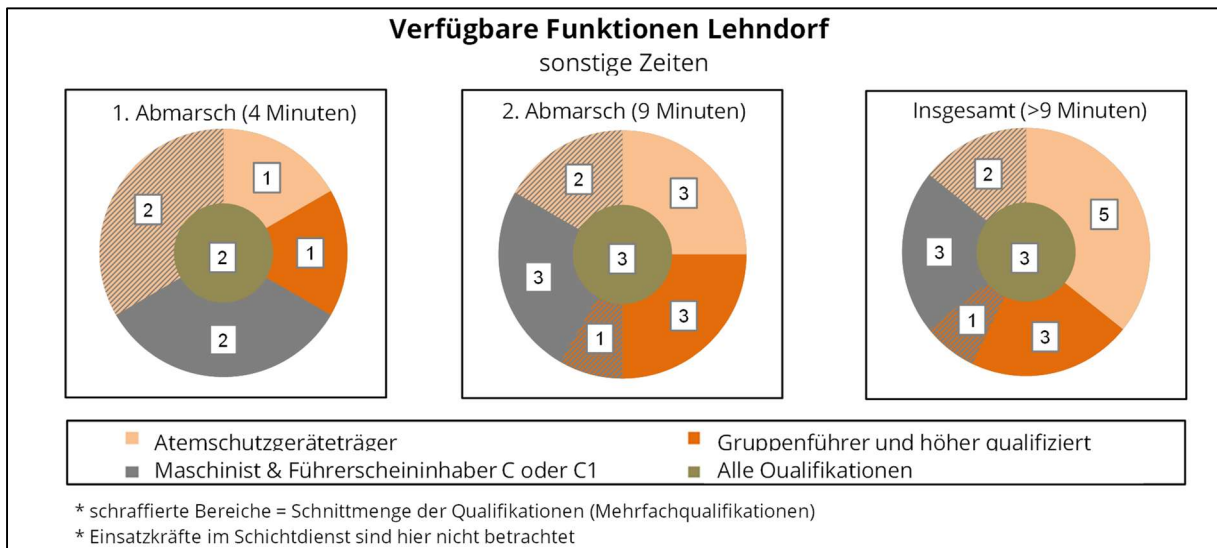 Verfügbare Funktionen Lehndorf
sonstige Zeiten
1. Abmarsch (4 Minuten)
1
2
2
1
2
2. Abmarsch (9 Minuten)
2
3
3
3
3
1
Insgesamt (>9 Minuten)
2
5
3
3
1
3
Atemschutzgeräteträger
Gruppenführer und höher qualifiziert
Maschinist & Führerscheininhaber C oder C1
Alle Qualifikationen
* schraffierte Bereiche = Schnittmenge der Qualifikationen (Mehrfachqualifikationen)
* Einsatzkräfte im Schichtdienst sind hier nicht betrachtet